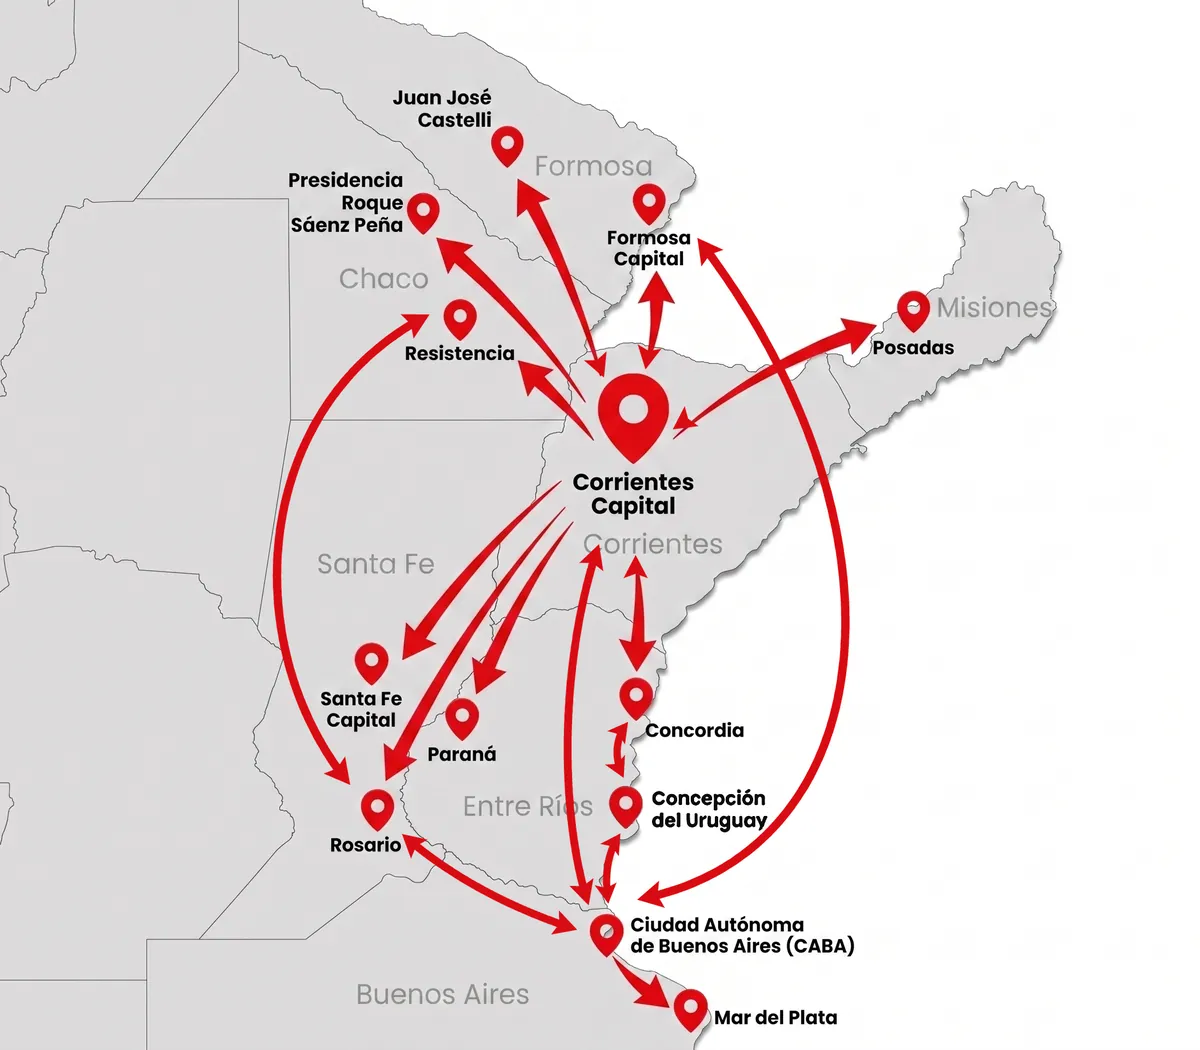 Juan José
Castelli
Formosa
Presidencia
Roque
Sáenz Peña
Formosa
Capital
Chaco
Misiones
Resistencia
Posadas
Corrientes
Capital
Corrientes
Santa Fe
Santa Fe
Capital
Concordia
Paraná
Entre Ríos
Concepción
del Uruguay
Rosario
Ciudad Autónoma
de Buenos Aires (CABA)
Buenos Aires
Mar del Plata